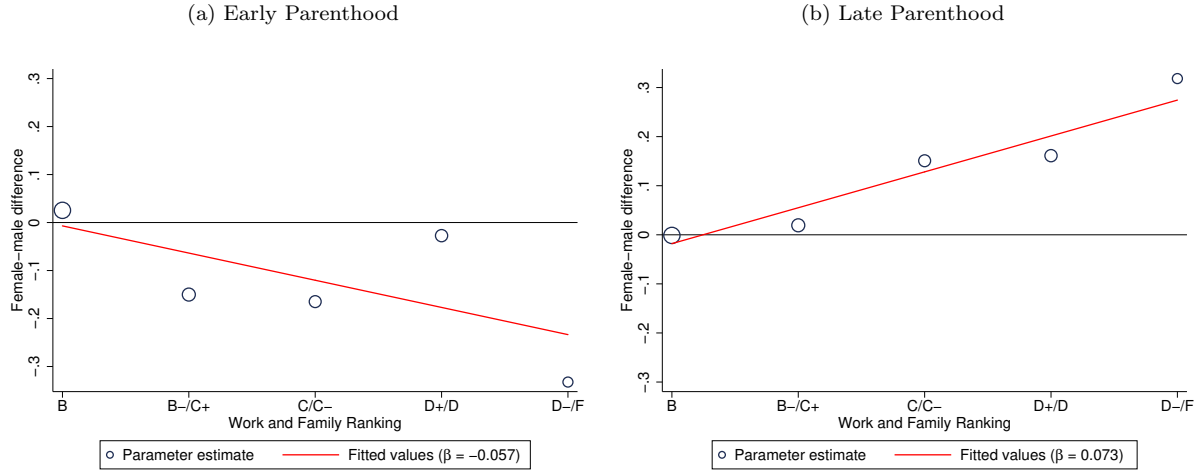 (a) Early Parenthood
Female−male difference
.3
.2
.1
0
−.1
−.2
−.3
B
B−/C+
C/C−
D+/D
D−/F
Work and Family Ranking
Parameter estimate
Fitted values (β = −0.057)
(b) Late Parenthood
Female−male difference
.3
.2
.1
0
−.1
−.2
−.3
B
B−/C+
C/C−
D+/D
D−/F
Work and Family Ranking
Parameter estimate
Fitted values (β = 0.073)